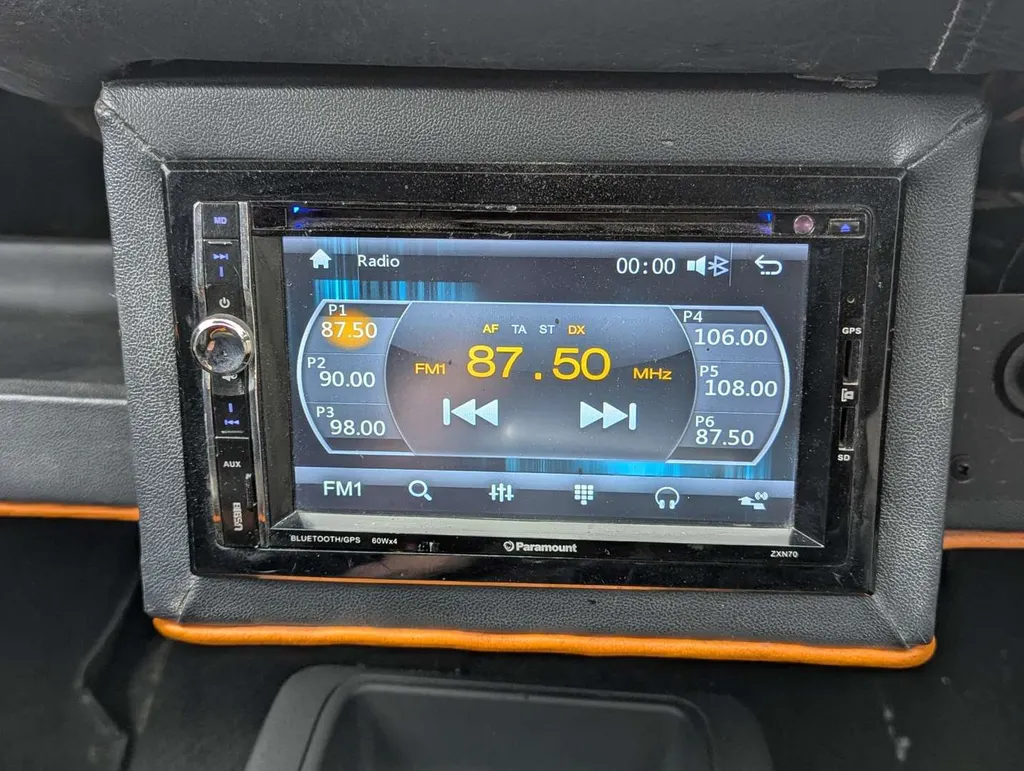 MD
Radio
00:00
P1
87.50
P2
90.00
P3
98.00
AF TA ST DX
FM1 87.50 MHz
P4
106.00
P5
108.00
P6
87.50
FM1
GPS
SD
AUX
USB
BLUETOOTH/GPS 60Wx4
Paramount
ZXN70